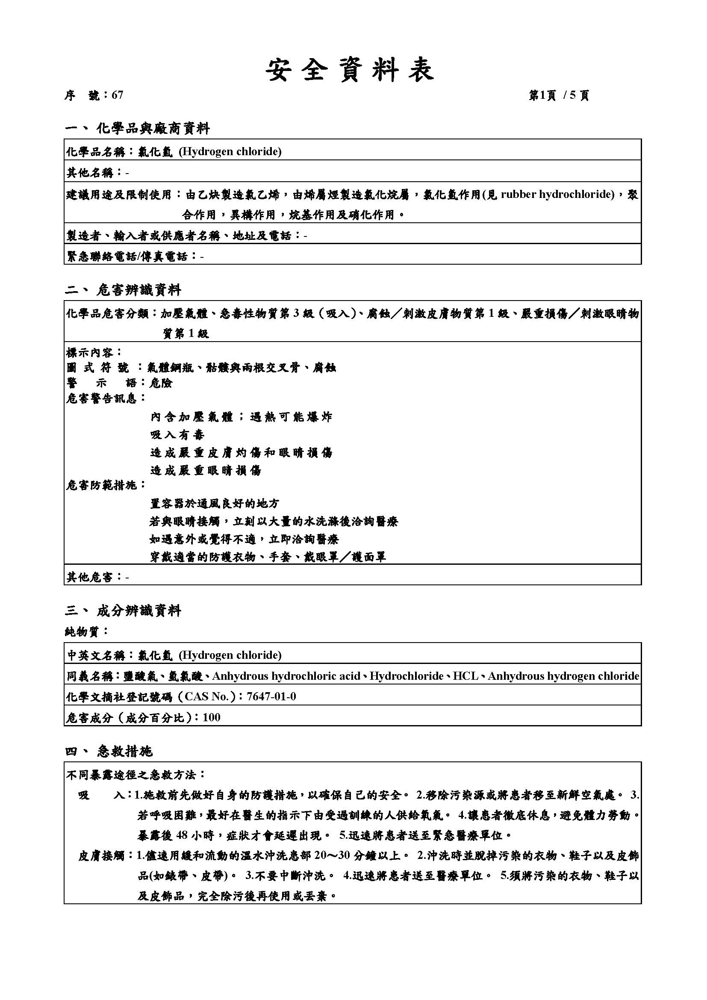 安全資料表
序 號：67 第1頁 / 5 頁
一、 化學品與廠商資料
化學品名稱：氯化氫 (Hydrogen chloride)
其他名稱：-
建議用途及限制使用：由乙炔製造氯乙烯，由烯屬烴製造氯化烷屬，氯化氫作用(見 rubber hydrochloride)，聚
合作用，異構作用，烷基作用及硝化作用。
製造者、輸入者或供應者名稱、地址及電話：-
緊急聯絡電話/傳真電話：-
二、 危害辨識資料
化學品危害分類：加壓氣體、急毒性物質第 3 級（吸入）、腐蝕／刺激皮膚物質第 1 級、嚴重損傷／刺激眼睛物
質第 1 級
標示內容：
圖 式 符 號 ：氣體鋼瓶、骷髏與兩根交叉骨、腐蝕
警 示 語：危險
危害警告訊息：
內含加壓氣體；過熱可能爆炸
吸入有毒
造成嚴重皮膚灼傷和眼睛損傷
造成嚴重眼睛損傷
危害防範措施：
置容器於通風良好的地方
若與眼睛接觸，立刻以大量的水洗滌後洽詢醫療
如遇意外或覺得不適，立即洽詢醫療
穿戴適當的防護衣物、手套、戴眼罩／護面罩
其他危害：-
三、 成分辨識資料
純物質：
中英文名稱：氯化氫 (Hydrogen chloride)
同義名稱：鹽酸氣、氫氯酸、Anhydrous hydrochloric acid、Hydrochloride、HCL、Anhydrous hydrogen chloride
化學文摘社登記號碼（CAS No.）：7647-01-0
危害成分（成分百分比）：100
四、 急救措施
不同暴露途徑之急救方法：
吸 入：1.施救前先做好自身的防護措施，以確保自己的安全。 2.移除污染源或將患者移至新鮮空氣處。 3.
若呼吸困難，最好在醫生的指示下由受過訓練的人供給氧氣。 4.讓患者徹底休息，避免體力勞動。
暴露後 48 小時，症狀才會延遲出現。 5.迅速將患者送至緊急醫療單位。
皮膚接觸：1.儘速用緩和流動的溫水沖洗患部 20～30 分鐘以上。 2.沖洗時並脫掉污染的衣物、鞋子以及皮飾
品(如錶帶、皮帶)。 3.不要中斷沖洗。 4.迅速將患者送至醫療單位。 5.須將污染的衣物、鞋子以
及皮飾品，完全除污後再使用或丟棄。